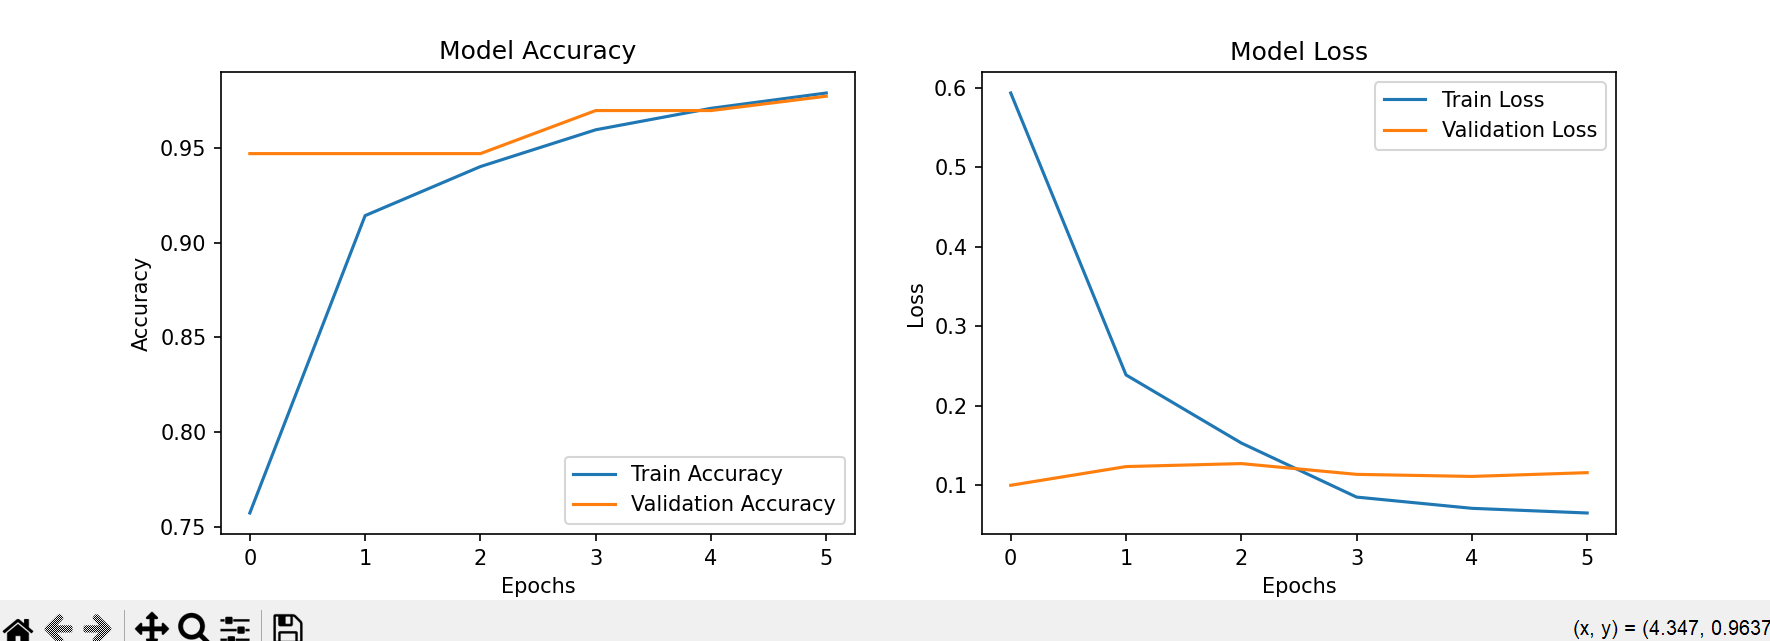 Model Accuracy
Accuracy
0.95
0.90
0.85
0.80
0.75
Train Accuracy
Validation Accuracy
0 1 2 3 4 5
Epochs
Model Loss
Loss
0.6
0.5
0.4
0.3
0.2
0.1
Train Loss
Validation Loss
0 1 2 3 4 5
Epochs
(x, y) = (4.347, 0.9637